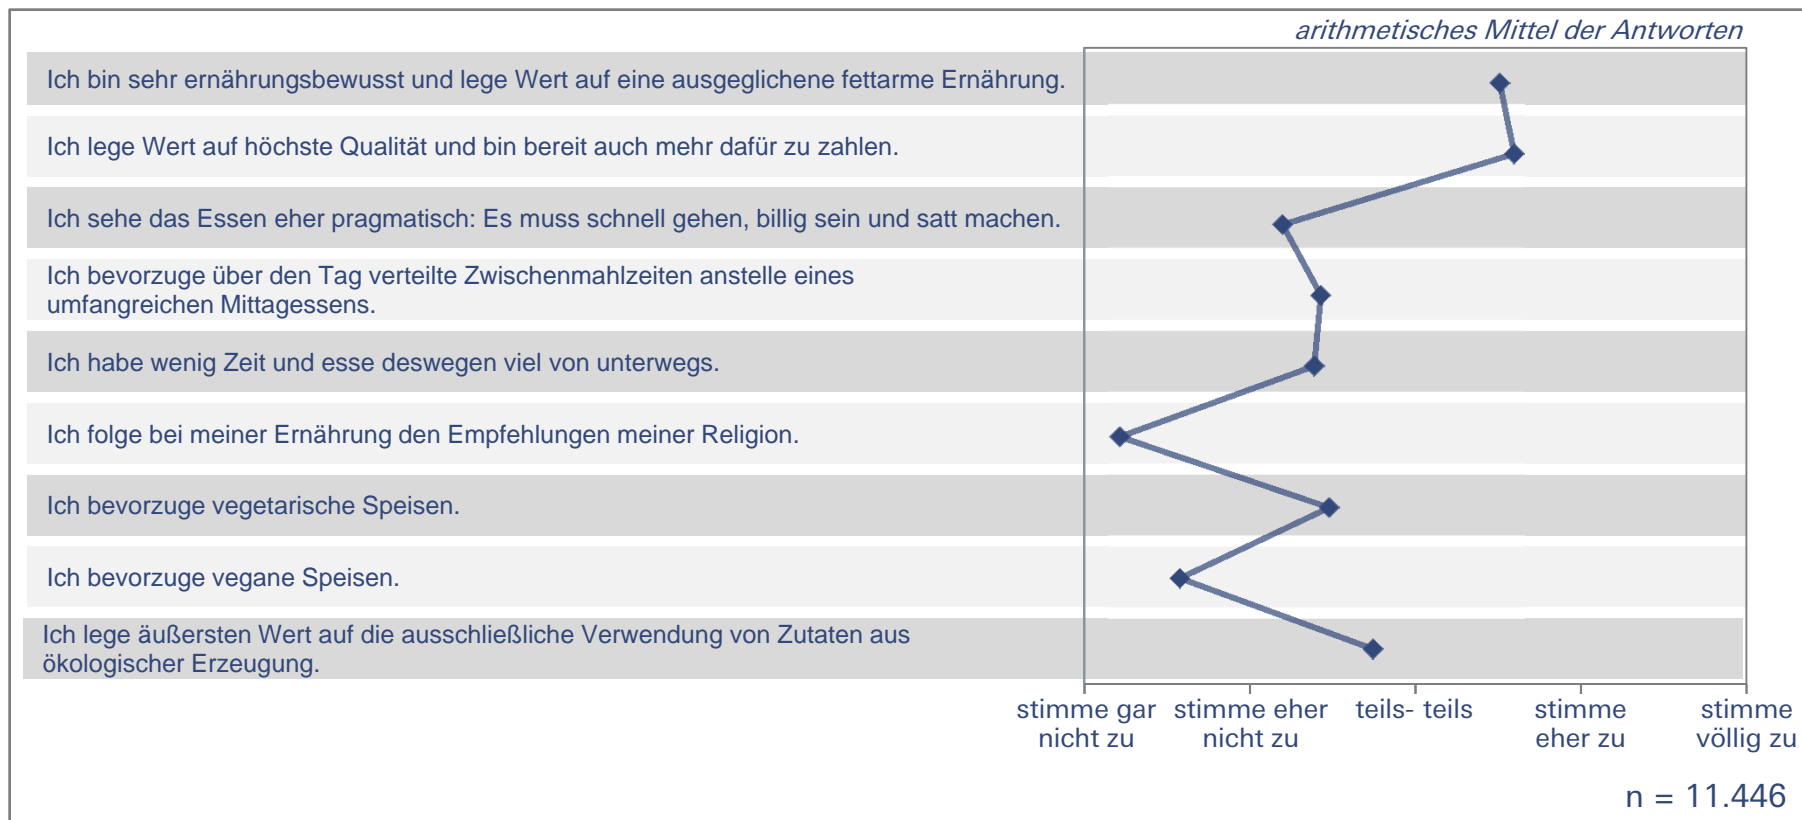 arithmetisches Mittel der Antworten
Ich bin sehr ernährungsbewusst und lege Wert auf eine ausgeglichene fettarme Ernährung.
Ich lege Wert auf höchste Qualität und bin bereit auch mehr dafür zu zahlen.
Ich sehe das Essen eher pragmatisch: Es muss schnell gehen, billig sein und satt machen.
Ich bevorzuge über den Tag verteilte Zwischenmahlzeiten anstelle eines
umfangreichen Mittagessens.
Ich habe wenig Zeit und esse deswegen viel von unterwegs.
Ich folge bei meiner Ernährung den Empfehlungen meiner Religion.
Ich bevorzuge vegetarische Speisen.
Ich bevorzuge vegane Speisen.
Ich lege äußersten Wert auf die ausschließliche Verwendung von Zutaten aus
ökologischer Erzeugung.
stimme gar
nicht zu
stimme eher
nicht zu
teils- teils
stimme
eher zu
stimme
völlig zu
n = 11.446